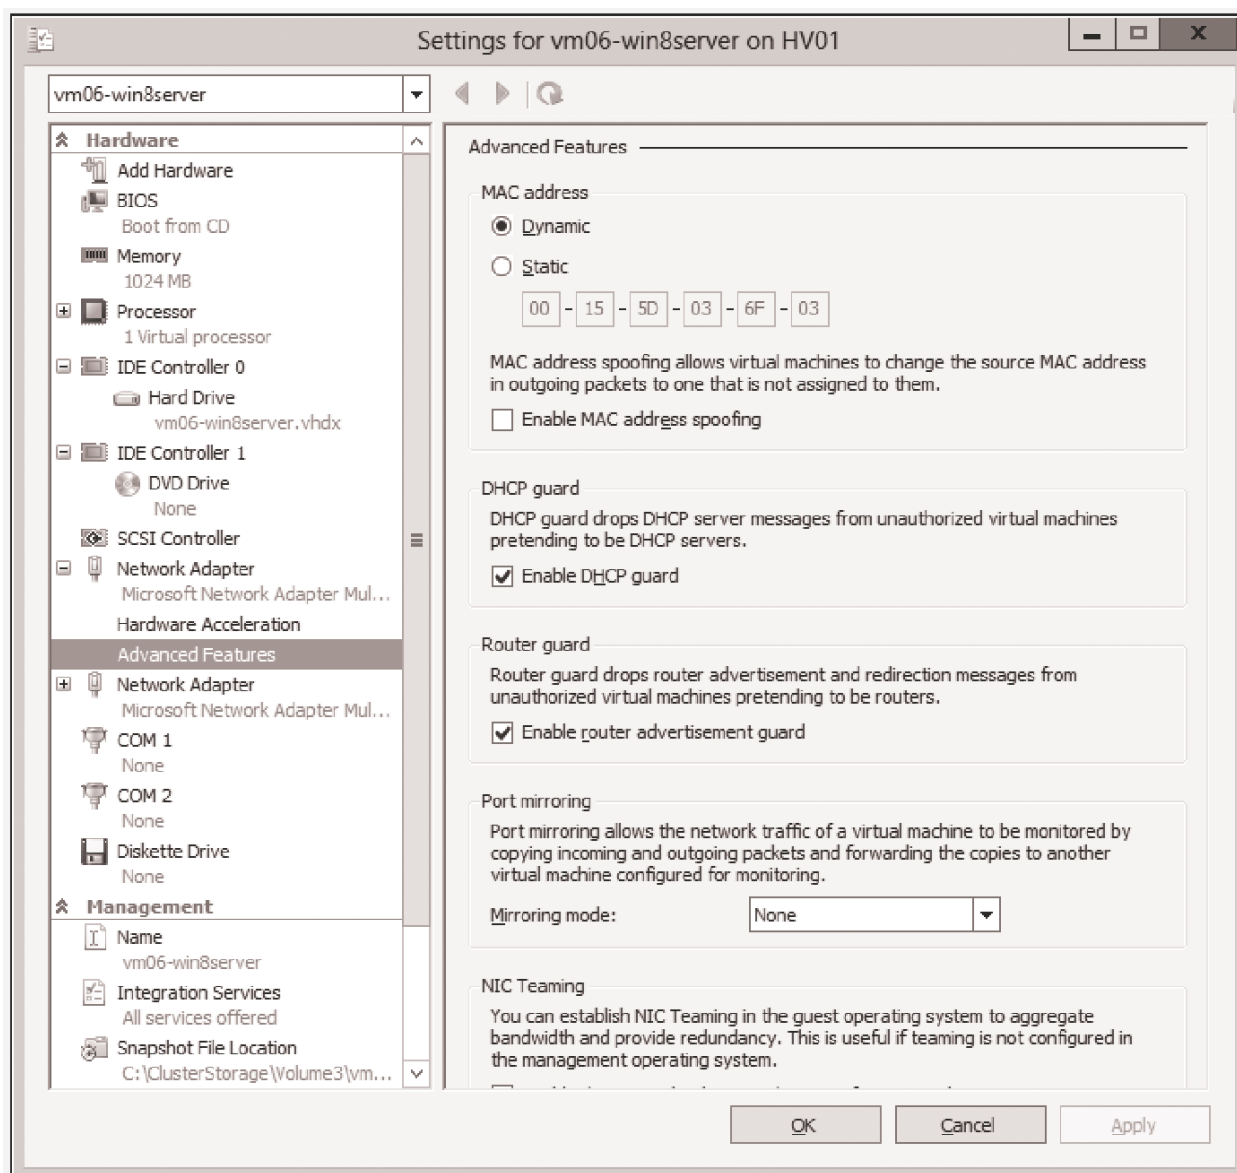 Settings for vm06-win8server on HV01
vm06-win8server
Hardware
Add Hardware
BIOS
Boot from CD
Memory
1024 MB
Processor
1 Virtual processor
IDE Controller 0
Hard Drive
vm06-win8server.vhdx
IDE Controller 1
DVD Drive
None
SCSI Controller
Network Adapter
Microsoft Network Adapter Mul...
Hardware Acceleration
Advanced Features
Network Adapter
Microsoft Network Adapter Mul...
COM 1
None
COM 2
None
Diskette Drive
None
Management
Name
vm06-win8server
Integration Services
All services offered
Snapshot File Location
C:\ClusterStorage\Volume3\vm...
Advanced Features
MAC address
Dynamic
Static
00 - 15 - 5D - 03 - 6F - 03
MAC address spoofing allows virtual machines to change the source MAC address
in outgoing packets to one that is not assigned to them.
Enable MAC address spoofing
DHCP guard
DHCP guard drops DHCP server messages from unauthorized virtual machines
pretending to be DHCP servers.
Enable DHCP guard
Router guard
Router guard drops router advertisement and redirection messages from
unauthorized virtual machines pretending to be routers.
Enable router advertisement guard
Port mirroring
Port mirroring allows the network traffic of a virtual machine to be monitored by
copying incoming and outgoing packets and forwarding the copies to another
virtual machine configured for monitoring.
Mirroring mode:
None
NIC Teaming
You can establish NIC Teaming in the guest operating system to aggregate
bandwidth and provide redundancy. This is useful if teaming is not configured in
the management operating system.
OK
Cancel
Apply